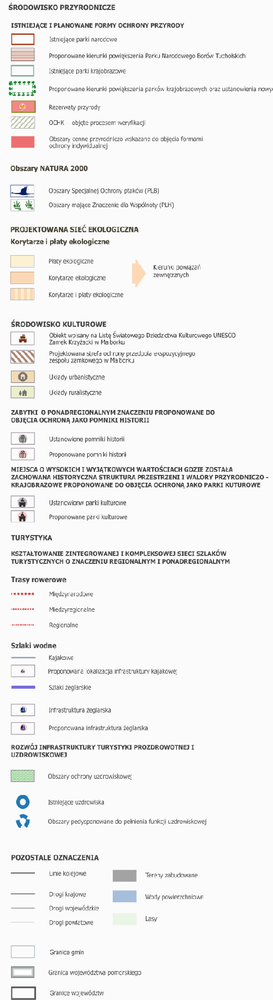 ŚRODOWISKO PRZYRODNICZE
ISTNIEJĄCE I PLANOWANE FORMY OCHRONY PRZYRODY
Istniejące parki narodowe
Proponowane kierunki powiększenia Parku Narodowego Borów Tucholskich
Istniejące parki krajobrazowe
Proponowane kierunki powiększenia parków krajobrazowych oraz ustanowienia nowyc
Rezerwaty przyrody
OCHK objęte procesem weryfikacji
Obszary cenne przyrodniczo wskazane do objęcia formami
ochrony indywidualnej
Obszary NATURA 2000
Obszary Specjalnej Ochrony ptaków (PLB)
Obszary mające Znaczenie dla Wspólnoty (PLH)
PROJEKTOWANA SIEĆ EKOLOGICZNA
Korytarze i płaty ekologiczne
Płaty ekologiczne
Korytarze ekologiczne
Korytarze i płaty ekologiczne
Kierunki powiązań
zewnętrznych
ŚRODOWISKO KULTUROWE
Obiekt wpisany na Listę Światowego Dziedzictwa Kulturowego UNESCO
Zamek Krzyżacki w Malborku
Projektowana strefa ochrony przedpola ekspozycyjnego
zespołu zamkowego w Malborku
Układy urbanistyczne
Układy ruralistyczne
ZABYTKI O PONADREGIONALNYM ZNACZENIU PROPONOWANE DO
OBJĘCIA OCHRONĄ JAKO POMNIKI HISTORII
Ustanowione pomniki historii
Proponowane pomniki historii
MIEJSCA O WYSOKICH I WYJĄTKOWYCH WARTOŚCIACH GDZIE ZOSTAŁA
ZACHOWANA HISTORYCZNA STRUKTURA PRZESTRZENI I WALORY PRZYRODNICZO -
KRAJOBRAZOWE PROPONOWANE DO OBJĘCIA OCHRONĄ JAKO PARKI KUTUROWE
Ustanowionw parki kulturowe
Proponowane parki kulturowe
TURYSTYKA
KSZTAŁTOWANIE ZINTEGROWANEJ I KOMPLEKSOWEJ SIECI SZLAKÓW
TURYSTYCZNYCH O ZNACZENIU REGIONALNYM I PONADREGIONALNYM
Trasy rowerowe
Międzynarodowe
Miedzyregionalne
Regionalne
Szlaki wodne
Kajakowe
Proponowana lokalizacja infrastruktury kajakowej
Szlaki żeglarskie
Infrastruktura żeglarska
Proponowana infrastruktura żeglarska
ROZWÓJ INFRASTRUKTURY TURYSTYKI PROZDROWOTNEJ I
UZDROWISKOWEJ
Obszary ochrony uzdrowiskowej
Istniejące uzdrowiska
Obszary pedysponowane do pełnienia funkcji uzdrowiskowej
POZOSTAŁE OZNACZENIA
Linie kolejowe
Drogi krajowe
Drogi wojewódzkie
Drogi powiatowe
Tereny zabudowane
Wody powierzchniowe
Lasy
Granice gmin
Granica województwa pomorskiego
Granice województw